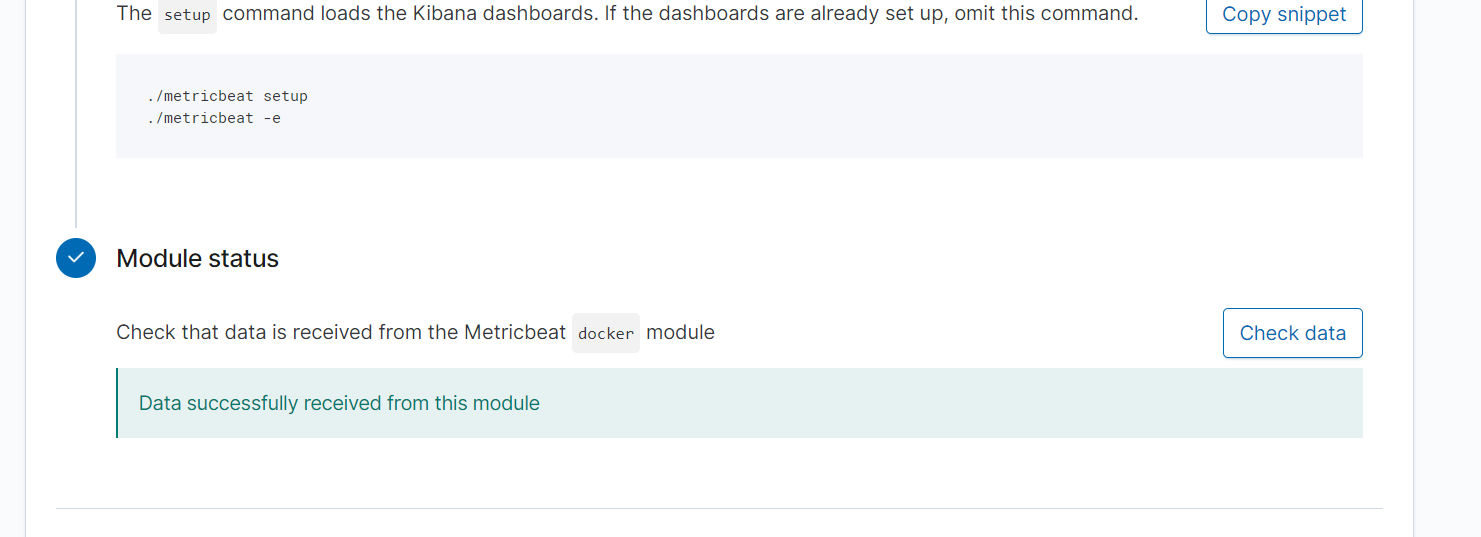 The setup command loads the Kibana dashboards. If the dashboards are already set up, omit this command.
Copy snippet
./metricbeat setup
./metricbeat -e
Module status
Check that data is received from the Metricbeat docker module
Check data
Data successfully received from this module